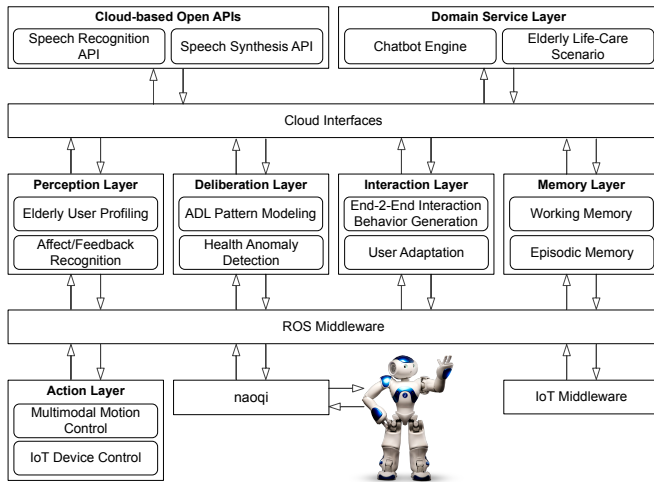 Cloud-based Open APIs
Speech Recognition
API
Speech Synthesis API
Domain Service Layer
Chatbot Engine
Elderly Life-Care
Scenario
Cloud Interfaces
Perception Layer
Elderly User Profiling
Affect/Feedback
Recognition
Deliberation Layer
ADL Pattern Modeling
Health Anomaly
Detection
Interaction Layer
End-2-End Interaction
Behavior Generation
User Adaptation
Memory Layer
Working Memory
Episodic Memory
ROS Middleware
Action Layer
Multimodal Motion
Control
IoT Device Control
naoqi
IoT Middleware